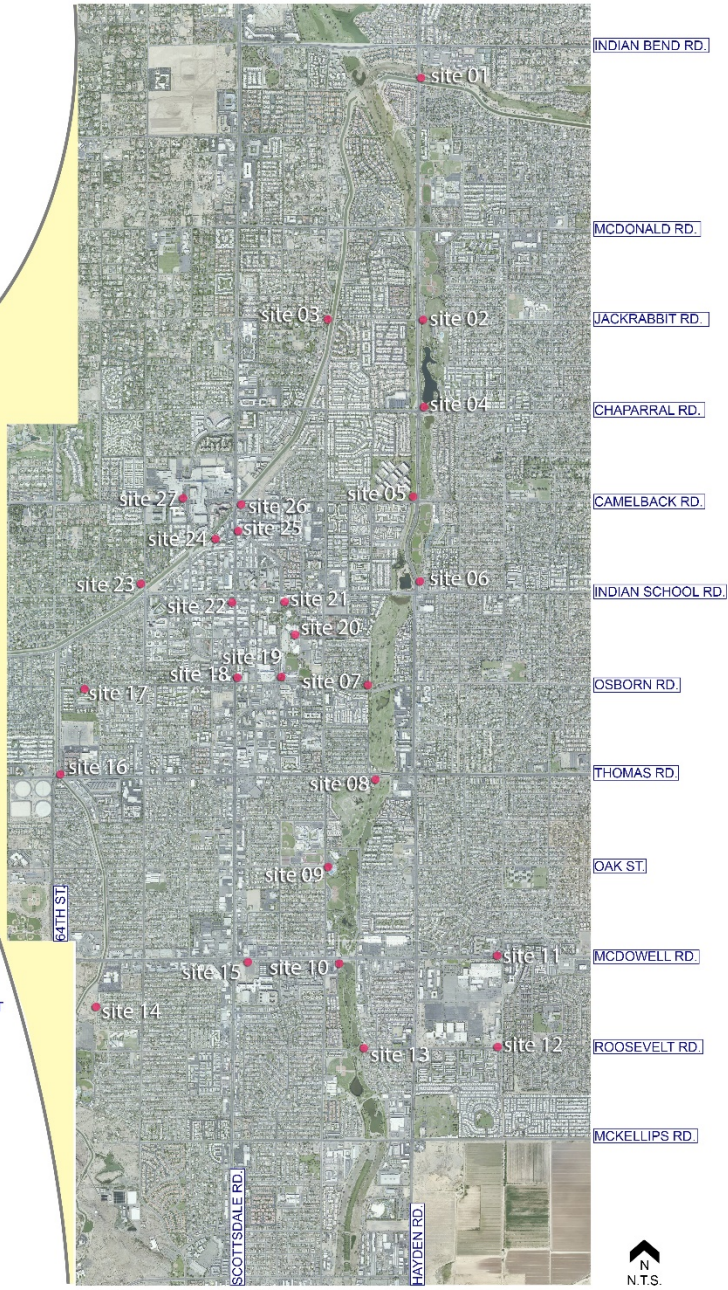 INDIAN BEND RD.
site 01
MCDONALD RD.
site 03
site 02
JACKRABBIT RD.
site 04
CHAPARRAL RD.
site 27
site 26
site 05
CAMELBACK RD.
site 24
site 25
site 23
site 06
INDIAN SCHOOL RD.
site 22
site 21
site 20
site 19
site 18
site 07
OSBORN RD.
site 17
site 16
site 08
THOMAS RD.
site 09
OAK ST.
64TH ST.
site 15
site 10
site 11
MCDOWELL RD.
site 14
site 13
site 12
ROOSEVELT RD.
MCKELLIPS RD.
SCOTTSDALE RD.
HAYDEN RD.
N
N.T.S.